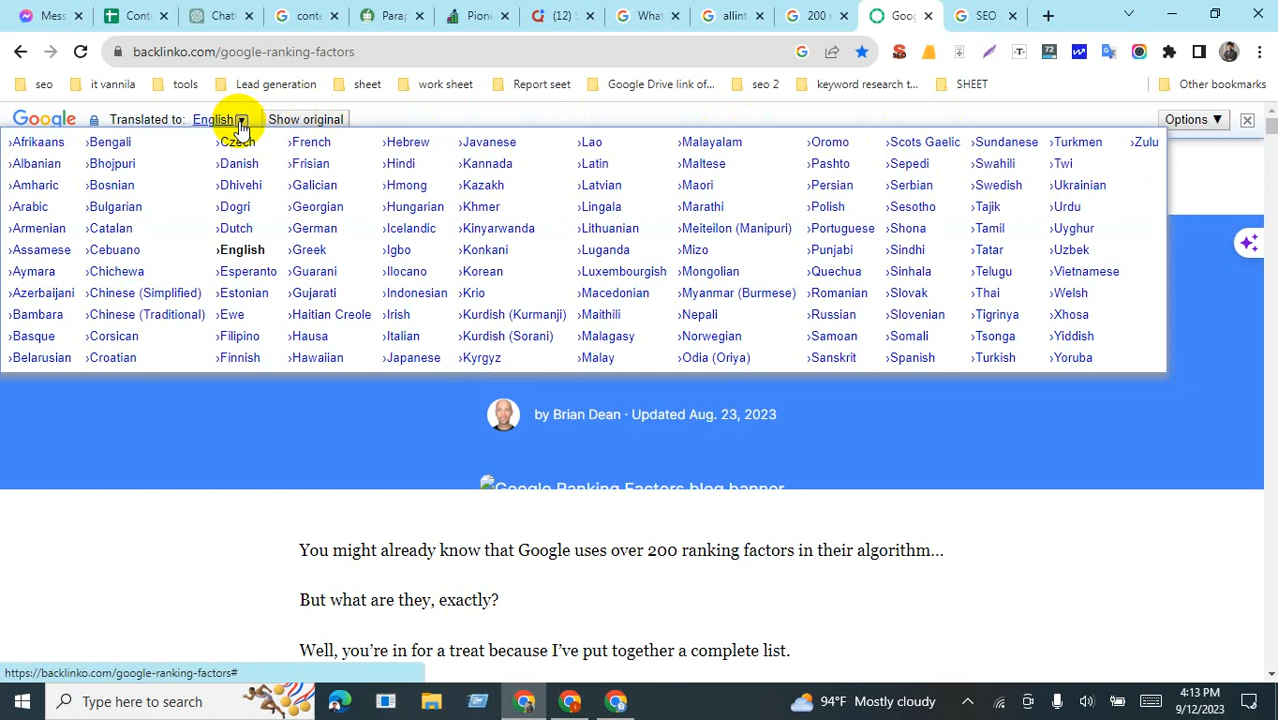 Mess
Cont
Chat
conte
Parap
Pione
(12) S
What
allint
200 r
Goog
SEO
backlinko.com/google-ranking-factors
seo
it vannila
tools
Lead generation
sheet
work sheet
Report seet
Google Drive link of...
seo 2
keyword research t...
SHEET
Other bookmarks
Google Translated to: English ▼ Show original Options ▼
›Afrikaans ›Bengali ›Czech ›French ›Hebrew ›Javanese ›Lao ›Malayalam ›Oromo ›Scots Gaelic ›Sundanese ›Turkmen ›Zulu
›Albanian ›Bhojpuri ›Danish ›Frisian ›Hindi ›Kannada ›Latin ›Maltese ›Pashto ›Sepedi ›Swahili ›Twi
›Amharic ›Bosnian ›Dhivehi ›Galician ›Hmong ›Kazakh ›Latvian ›Maori ›Persian ›Serbian ›Swedish ›Ukrainian
›Arabic ›Bulgarian ›Dogri ›Georgian ›Hungarian ›Khmer ›Lingala ›Marathi ›Polish ›Sesotho ›Tajik ›Urdu
›Armenian ›Catalan ›Dutch ›German ›Icelandic ›Kinyarwanda ›Lithuanian ›Meiteilon (Manipuri) ›Portuguese ›Shona ›Tamil ›Uyghur
›Assamese ›Cebuano ›English ›Greek ›Igbo ›Konkani ›Luganda ›Mizo ›Punjabi ›Sindhi ›Tatar ›Uzbek
›Aymara ›Chichewa ›Esperanto ›Guarani ›Ilocano ›Korean ›Luxembourgish ›Mongolian ›Quechua ›Sinhala ›Telugu ›Vietnamese
›Azerbaijani ›Chinese (Simplified) ›Estonian ›Gujarati ›Indonesian ›Krio ›Macedonian ›Myanmar (Burmese) ›Romanian ›Slovak ›Thai ›Welsh
›Bambara ›Chinese (Traditional) ›Ewe ›Haitian Creole ›Irish ›Kurdish (Kurmanji) ›Maithili ›Nepali ›Russian ›Slovenian ›Tigrinya ›Xhosa
›Basque ›Corsican ›Filipino ›Hausa ›Italian ›Kurdish (Sorani) ›Malagasy ›Norwegian ›Samoan ›Somali ›Tsonga ›Yiddish
›Belarusian ›Croatian ›Finnish ›Hawaiian ›Japanese ›Kyrgyz ›Malay ›Odia (Oriya) ›Sanskrit ›Spanish ›Turkish ›Yoruba
by Brian Dean · Updated Aug. 23, 2023
Google Ranking Factors blog banner
You might already know that Google uses over 200 ranking factors in their algorithm…
But what are they, exactly?
Well, you’re in for a treat because I’ve put together a complete list.
https://backlinko.com/google-ranking-factors#
Type here to search
94°F Mostly cloudy
4:13 PM
9/12/2023